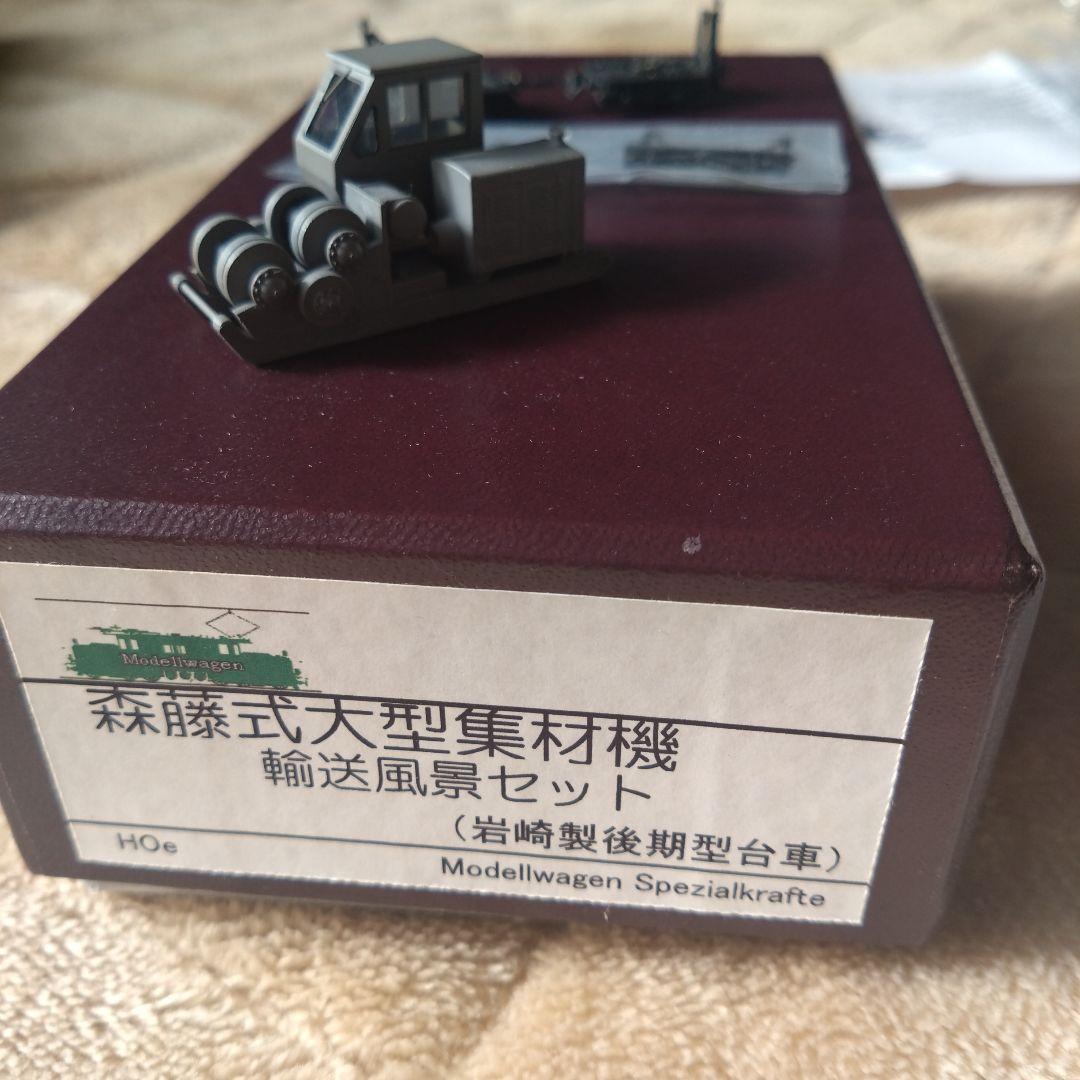 Modellwagen
森藤式大型集材機
輸送風景セット
（岩崎製後期型台車）
HOe
Modellwagen Spezialkrafte